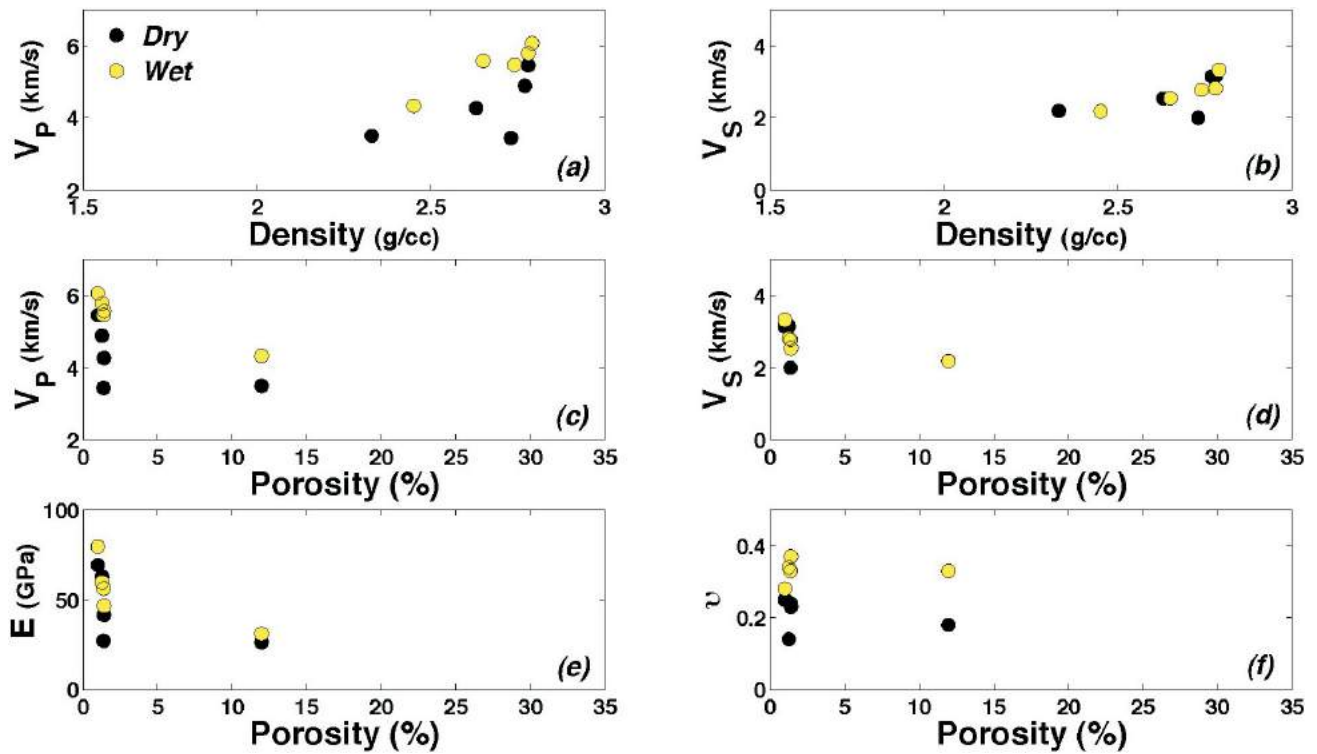 Dry
Wet
6
4
2
V_P (km/s)
(a)
1.5 2 2.5 3
Density (g/cc)
4
2
0
V_S (km/s)
(b)
1.5 2 2.5 3
Density (g/cc)
6
4
2
V_P (km/s)
(c)
0 5 10 15 20 25 30 35
Porosity (%)
4
2
0
V_S (km/s)
(d)
0 5 10 15 20 25 30 35
Porosity (%)
100
50
0
E (GPa)
(e)
0 5 10 15 20 25 30 35
Porosity (%)
0.4
0.2
0
υ
(f)
0 5 10 15 20 25 30 35
Porosity (%)